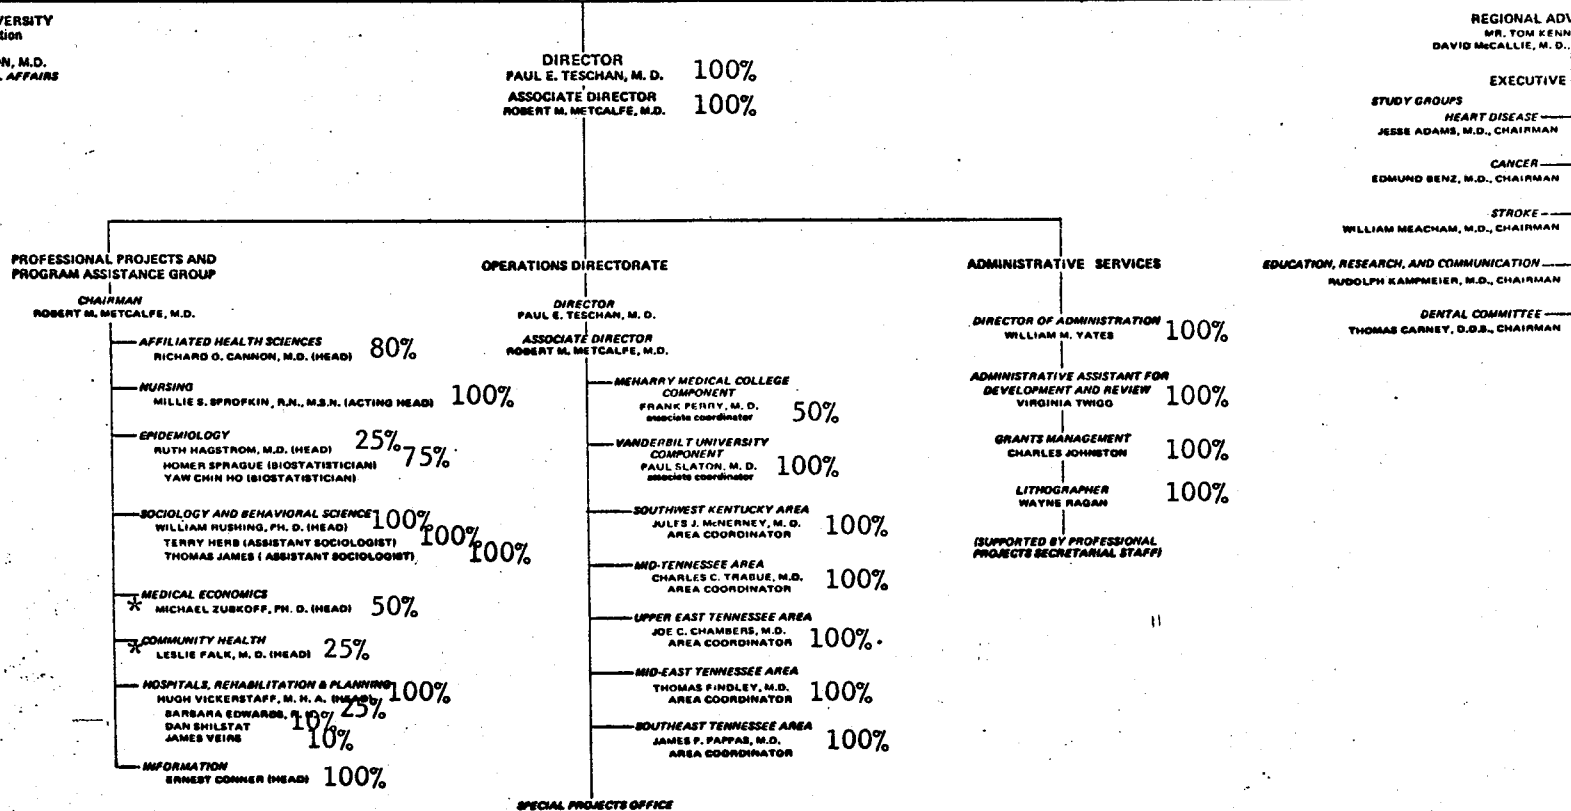 VERSITY
tion
N, M.D.
AFFAIRS
DIRECTOR
PAUL E. TESCHAN, M. D. 100%
ASSOCIATE DIRECTOR
ROBERT M. METCALFE, M.D. 100%
REGIONAL ADV
MR. TOM KENN
DAVID McCALLIE, M. D.,
EXECUTIVE
STUDY GROUPS
HEART DISEASE
JESSE ADAMS, M.D., CHAIRMAN
CANCER
EDMUND BENZ, M.D., CHAIRMAN
STROKE
WILLIAM MEACHAM, M.D., CHAIRMAN
EDUCATION, RESEARCH, AND COMMUNICATION
RUDOLPH KAMPMEIER, M.D., CHAIRMAN
DENTAL COMMITTEE
THOMAS CARNEY, D.D.S., CHAIRMAN
PROFESSIONAL PROJECTS AND
PROGRAM ASSISTANCE GROUP
CHAIRMAN
ROBERT M. METCALFE, M.D.
AFFILIATED HEALTH SCIENCES
RICHARD O. CANNON, M.D. (HEAD) 80%
NURSING
MILLIE S. SPROFKIN, R.N., M.S.N. (ACTING HEAD) 100%
EPIDEMIOLOGY
RUTH HAGSTROM, M.D. (HEAD) 25%
HOMER SPRAGUE (BIOSTATISTICIAN) 75%
YAW CHIN HO (BIOSTATISTICIAN)
SOCIOLOGY AND BEHAVIORAL SCIENCE
WILLIAM RUSHING, PH. D. (HEAD) 100%
TERRY HERB (ASSISTANT SOCIOLOGIST) 100%
THOMAS JAMES ( ASSISTANT SOCIOLOGIST) 100%
MEDICAL ECONOMICS
* MICHAEL ZUBKOFF, PH. D. (HEAD) 50%
COMMUNITY HEALTH
* LESLIE FALK, M. D. (HEAD) 25%
HOSPITALS, REHABILITATION & PLANNING
HUGH VICKERSTAFF, M. H. A. (HEAD) 100%
BARBARA EDWARDS, 25%
DAN SHILSTAT 10%
JAMES VEIRS 10%
INFORMATION
ERNEST CONNER (HEAD) 100%
OPERATIONS DIRECTORATE
DIRECTOR
PAUL E. TESCHAN, M. D.
ASSOCIATE DIRECTOR
ROBERT M. METCALFE, M.D.
MEHARRY MEDICAL COLLEGE
COMPONENT
FRANK PERRY, M. D. 50%
associate coordinator
VANDERBILT UNIVERSITY
COMPONENT
PAUL SLATON, M. D. 100%
associate coordinator
SOUTHWEST KENTUCKY AREA
JULES J. McNERNEY, M. D. 100%
AREA COORDINATOR
MID-TENNESSEE AREA
CHARLES C. TRABUE, M.D. 100%
AREA COORDINATOR
UPPER EAST TENNESSEE AREA
JOE C. CHAMBERS, M.D. 100%
AREA COORDINATOR
MID-EAST TENNESSEE AREA
THOMAS FINDLEY, M.D. 100%
AREA COORDINATOR
SOUTHEAST TENNESSEE AREA
JAMES P. PAPPAS, M.D. 100%
AREA COORDINATOR
SPECIAL PROJECTS OFFICE
ADMINISTRATIVE SERVICES
DIRECTOR OF ADMINISTRATION 100%
WILLIAM M. YATES
ADMINISTRATIVE ASSISTANT FOR
DEVELOPMENT AND REVIEW 100%
VIRGINIA TWIGG
GRANTS MANAGEMENT
CHARLES JOHNSTON 100%
LITHOGRAPHER 100%
WAYNE RAGAN
(SUPPORTED BY PROFESSIONAL
PROJECTS SECRETARIAL STAFF)